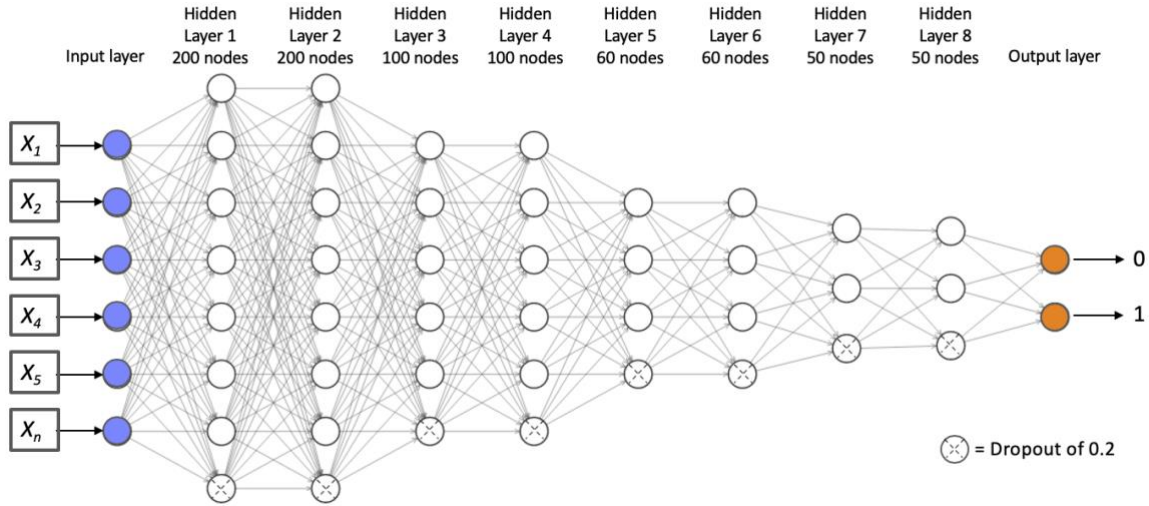 Hidden
Layer 1
200 nodes
Hidden
Layer 2
200 nodes
Hidden
Layer 3
100 nodes
Hidden
Layer 4
100 nodes
Hidden
Layer 5
60 nodes
Hidden
Layer 6
60 nodes
Hidden
Layer 7
50 nodes
Hidden
Layer 8
50 nodes
Input layer
Output layer
X1
X2
X3
X4
X5
Xn
0
1
= Dropout of 0.2